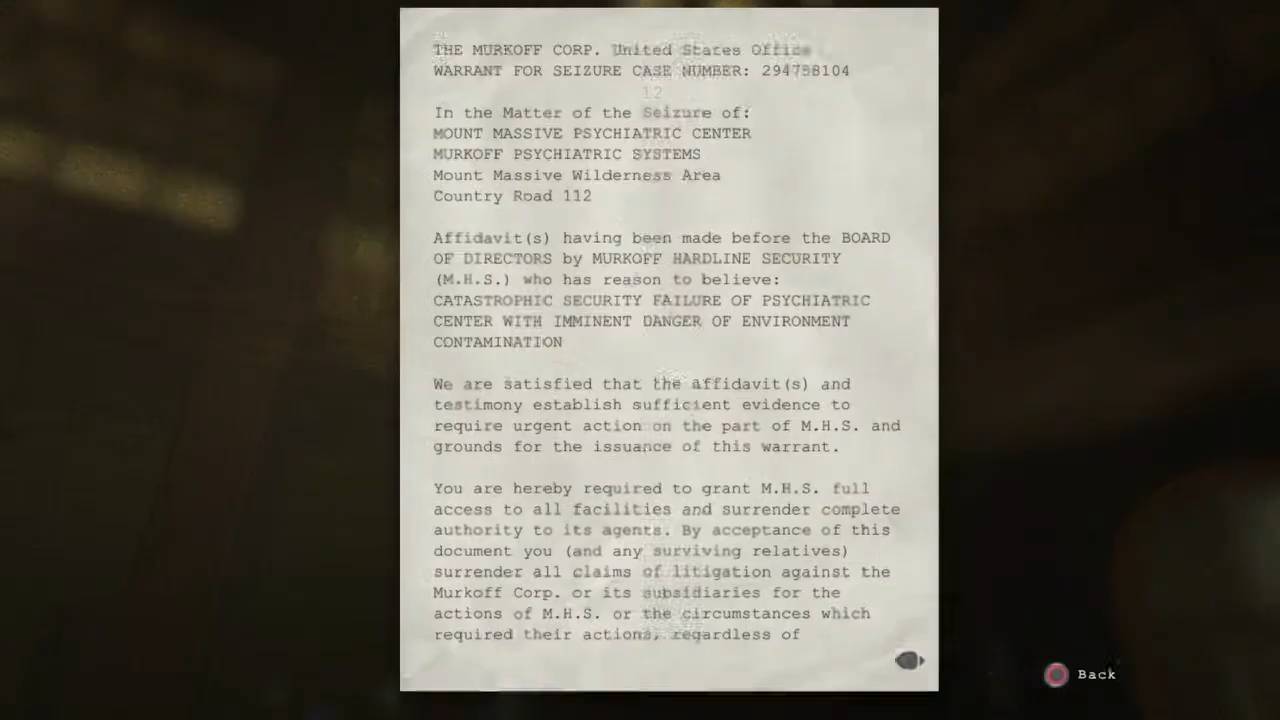 THE MURKOFF CORP. United States Office
WARRANT FOR SEIZURE CASE NUMBER: 294758104
12
In the Matter of the Seizure of:
MOUNT MASSIVE PSYCHIATRIC CENTER
MURKOFF PSYCHIATRIC SYSTEMS
Mount Massive Wilderness Area
Country Road 112
Affidavit(s) having been made before the BOARD
OF DIRECTORS by MURKOFF HARDLINE SECURITY
(M.H.S.) who has reason to believe:
CATASTROPHIC SECURITY FAILURE OF PSYCHIATRIC
CENTER WITH IMMINENT DANGER OF ENVIRONMENT
CONTAMINATION
We are satisfied that the affidavit(s) and
testimony establish sufficient evidence to
require urgent action on the part of M.H.S. and
grounds for the issuance of this warrant.
You are hereby required to grant M.H.S. full
access to all facilities and surrender complete
authority to its agents. By acceptance of this
document you (and any surviving relatives)
surrender all claims of litigation against the
Murkoff Corp. or its subsidiaries for the
actions of M.H.S. or the circumstances which
required their actions, regardless of
Back